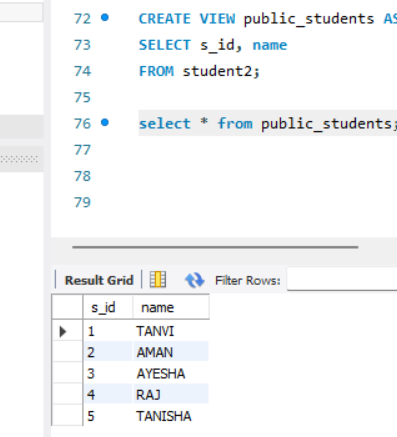 72 CREATE VIEW public_students AS
73 SELECT s_id, name
74 FROM student2;
75
76 select * from public_students;
77
78
79
Result Grid Filter Rows:
s_id name
1 TANVI
2 AMAN
3 AYESHA
4 RAJ
5 TANISHA